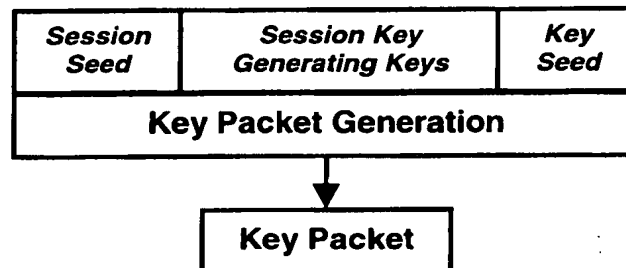 Session Seed
Session Key Generating Keys
Key Seed
Key Packet Generation
Key Packet